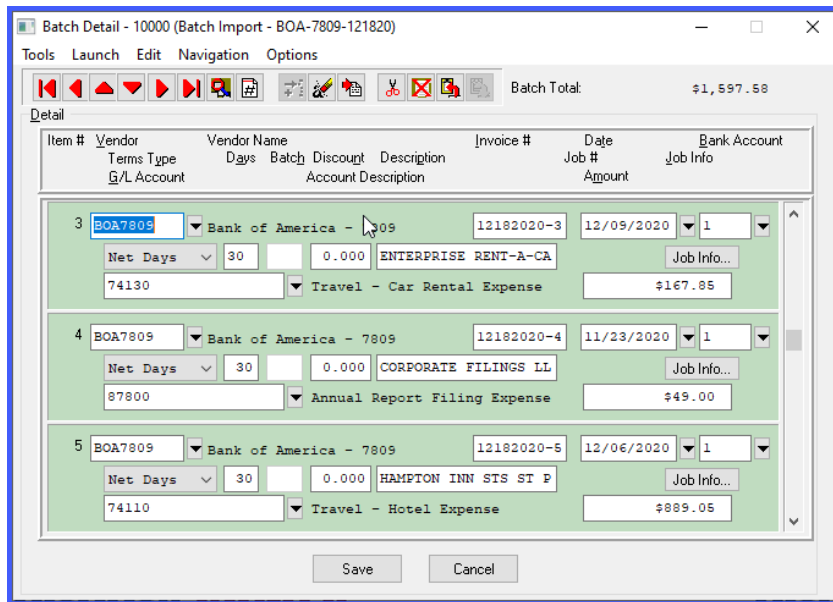 Batch Detail - 10000 (Batch Import - BOA-7809-121820)
Tools Launch Edit Navigation Options
Batch Total: $1,597.58
Detail
Item # Vendor Vendor Name Invoice # Date Bank Account
Terms Type Days Batch Discount Description Job # Job Info
G/L Account Account Description Amount
3 BOA7809 Bank of America - 7809 12182020-3 12/09/2020 1
Net Days 30 0.000 ENTERPRISE RENT-A-CA Job Info...
74130 Travel - Car Rental Expense $167.85
4 BOA7809 Bank of America - 7809 12182020-4 11/23/2020 1
Net Days 30 0.000 CORPORATE FILINGS LL Job Info...
87800 Annual Report Filing Expense $49.00
5 BOA7809 Bank of America - 7809 12182020-5 12/06/2020 1
Net Days 30 0.000 HAMPTON INN STS ST P Job Info...
74110 Travel - Hotel Expense $889.05
Save Cancel